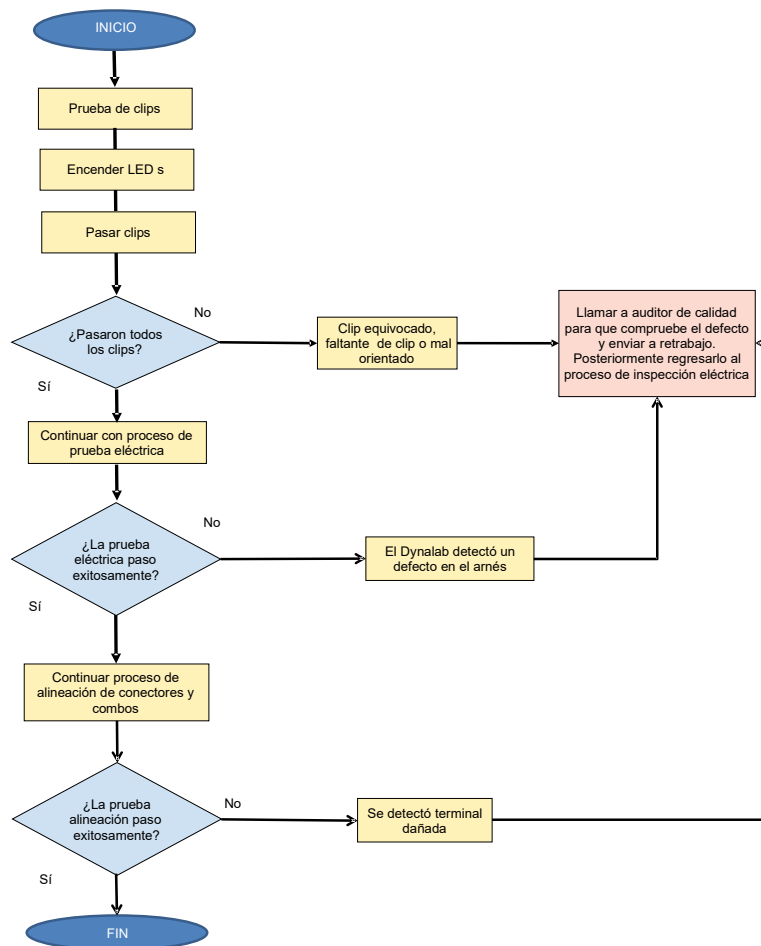 INICIO
Prueba de clips
Encender LED s
Pasar clips
¿Pasaron todos
los clips?
No
Clip equivocado,
faltante de clip o mal
orientado
Llamar a auditor de calidad
para que compruebe el defecto
y enviar a retrabajo.
Posteriormente regresarlo al
proceso de inspección eléctrica
Sí
Continuar con proceso de
prueba eléctrica
¿La prueba
eléctrica paso
exitosamente?
No
El Dynalab detectó un
defecto en el arnés
Sí
Continuar proceso de
alineación de conectores y
combos
¿La prueba
alineación paso
exitosamente?
No
Se detectó terminal
dañada
Sí
FIN